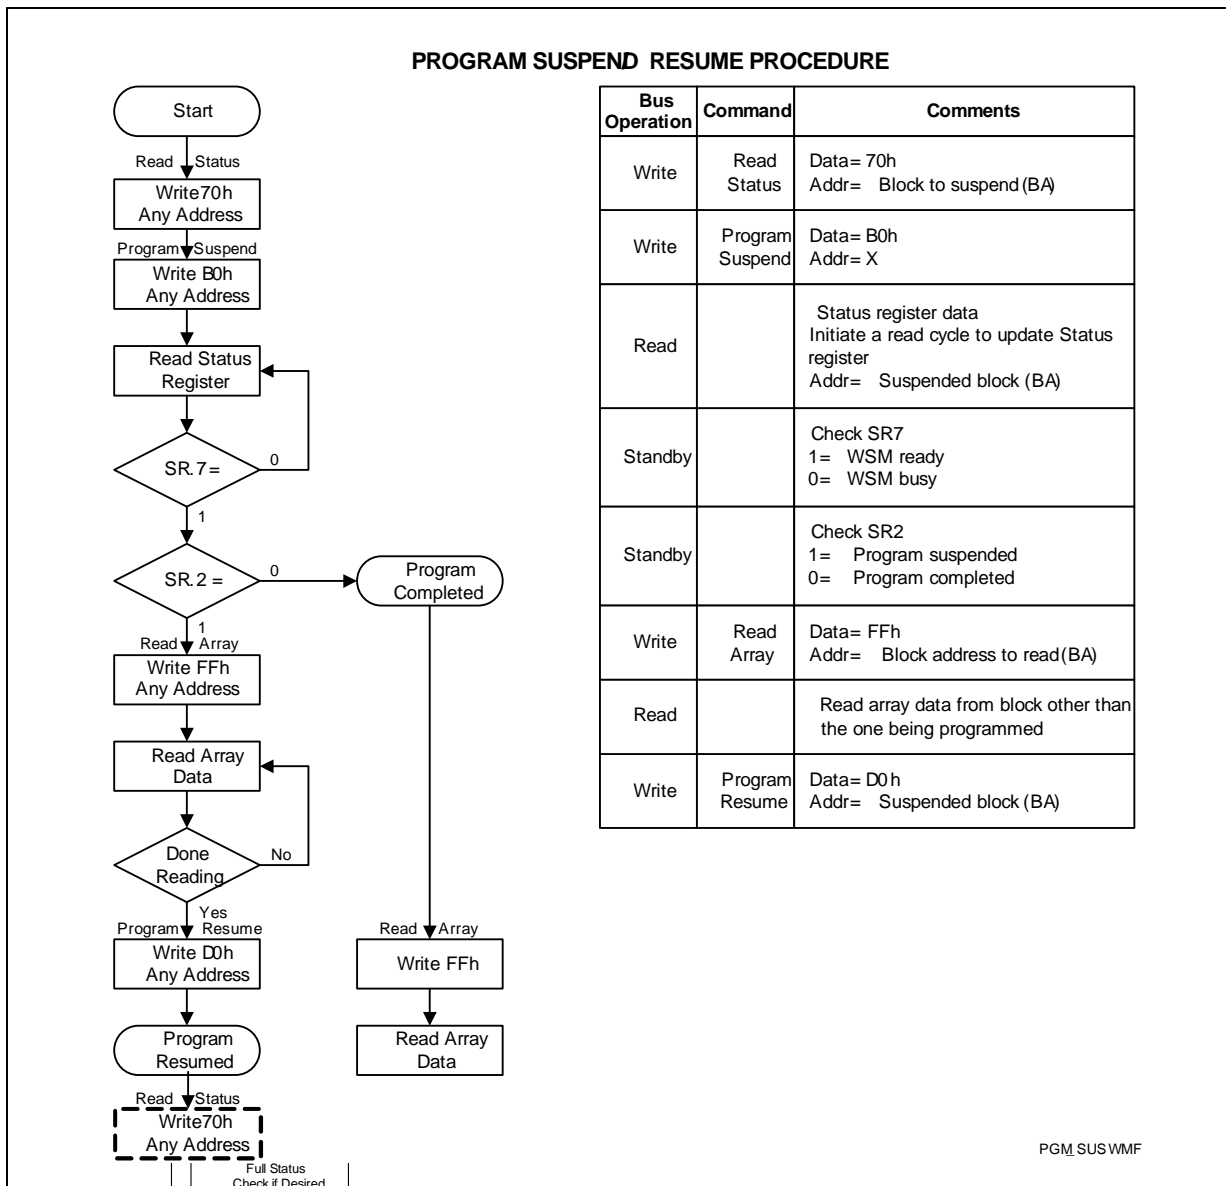 PROGRAM SUSPEND RESUME PROCEDURE
Start
Read Status
Write70h
Any Address
Program Suspend
Write B0h
Any Address
Read Status
Register
SR.7=
0
1
SR.2=
0
1
Program
Completed
Read Array
Write FFh
Any Address
Read Array
Data
Done
Reading
No
Yes
Program Resume
Write D0h
Any Address
Read Array
Write FFh
Program
Resumed
Read Array
Data
Read Status
Write70h
Any Address
Full Status
Check if Desired
Bus
Operation
Command
Comments
Write
Read
Status
Data= 70h
Addr= Block to suspend (BA)
Write
Program
Suspend
Data= B0h
Addr= X
Read
Status register data
Initiate a read cycle to update Status
register
Addr= Suspended block (BA)
Standby
Check SR7
1= WSM ready
0= WSM busy
Standby
Check SR2
1= Program suspended
0= Program completed
Write
Read
Array
Data= FFh
Addr= Block address to read (BA)
Read
Read array data from block other than
the one being programmed
Write
Program
Resume
Data= D0h
Addr= Suspended block (BA)
PGM_SUS WMF